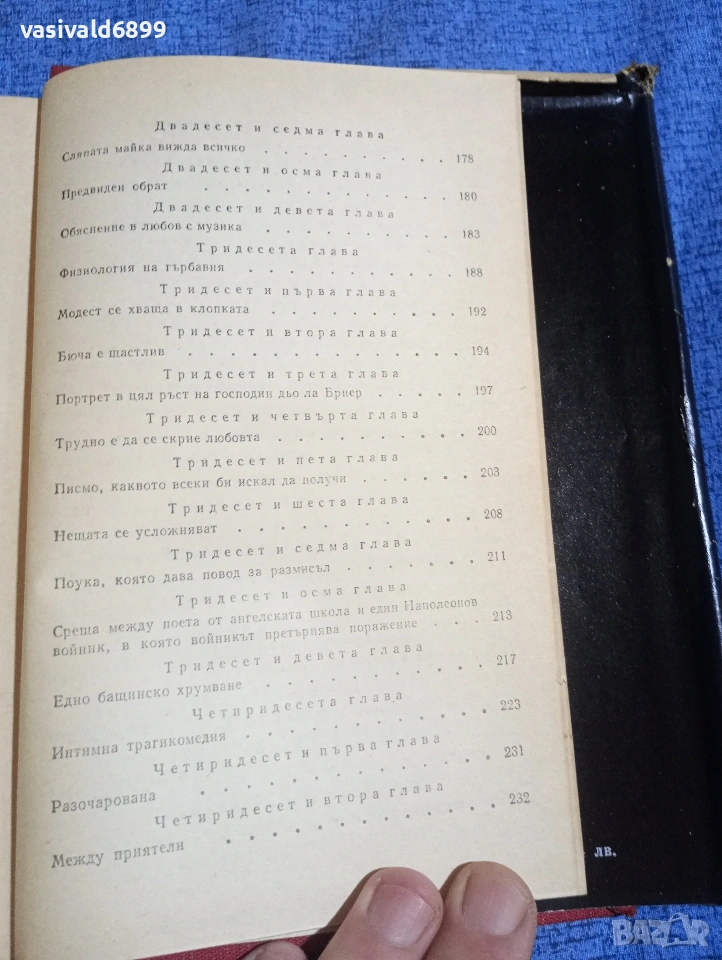 vasivald6899
Двадесет и седма глава
Сляпата майка вижда всичко . . . . . . . . . . 178
Двадесет и осма глава
Предвиден обрат . . . . . . . . . . . . . 180
Двадесет и девета глава
Обяснение в любов с музика . . . . . . . . . 183
Тридесета глава
Физиология на гърбавия . . . . . . . . . . . 188
Тридесет и първа глава
Модест се хваща в клопката . . . . . . . . . . 192
Тридесет и втора глава
Бюча е щастлив . . . . . . . . . . . . . . 194
Тридесет и трета глава
Портрет в цял ръст на господин дьо ла Бриер . . . . . 197
Тридесет и четвърта глава
Трудно е да се скрие любовта . . . . . . . . . 200
Тридесет и пета глава
Писмо, каквото всеки би искал да получи . . . . . 203
Тридесет и шеста глава
Нещата се усложняват . . . . . . . . . . . . 208
Тридесет и седма глава
Поука, която дава повод за размисъл . . . . . . . 211
Тридесет и осма глава
Среща между поета от ангелската школа и един Наполеонов
войник, в която войникът претърпява поражение . . . 213
Тридесет и девета глава
Едно бащинско хрумване . . . . . . . . . . . 217
Четиридесета глава
Интимна трагикомедия . . . . . . . . . . . . 223
Четиридесет и първа глава
Разочарована . . . . . . . . . . . . . . 231
Четиридесет и втора глава
Между приятели . . . . . . . . . . . . . 232
лв.
BAZAR